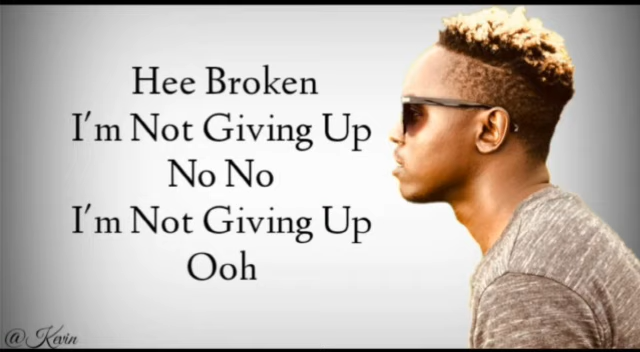 Hee Broken
I'm Not Giving Up
No No
I'm Not Giving Up
Ooh
@Kevin